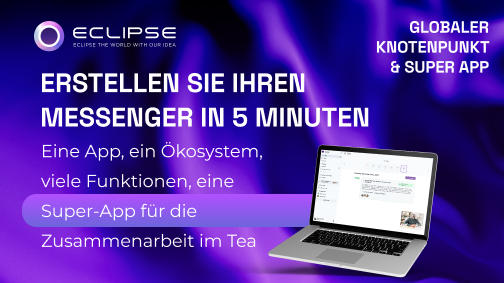 ECLIPSE
ECLIPSE THE WORLD WITH OUR IDEA
GLOBALER
KNOTENPUNKT
& SUPER APP
ERSTELLEN SIE IHREN
MESSENGER IN 5 MINUTEN
Eine App, ein Ökosystem,
viele Funktionen, eine
Super-App für die
Zusammenarbeit im Tea